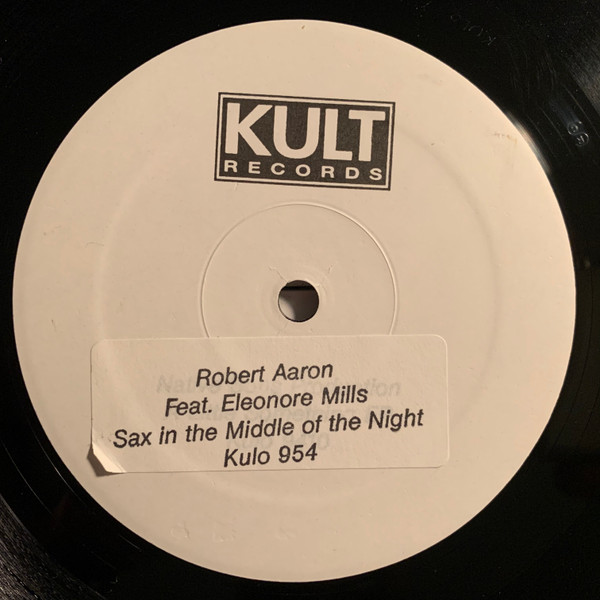 KULT
RECORDS
Robert Aaron
Feat. Eleonore Mills
Sax in the Middle of the Night
Kulo 954